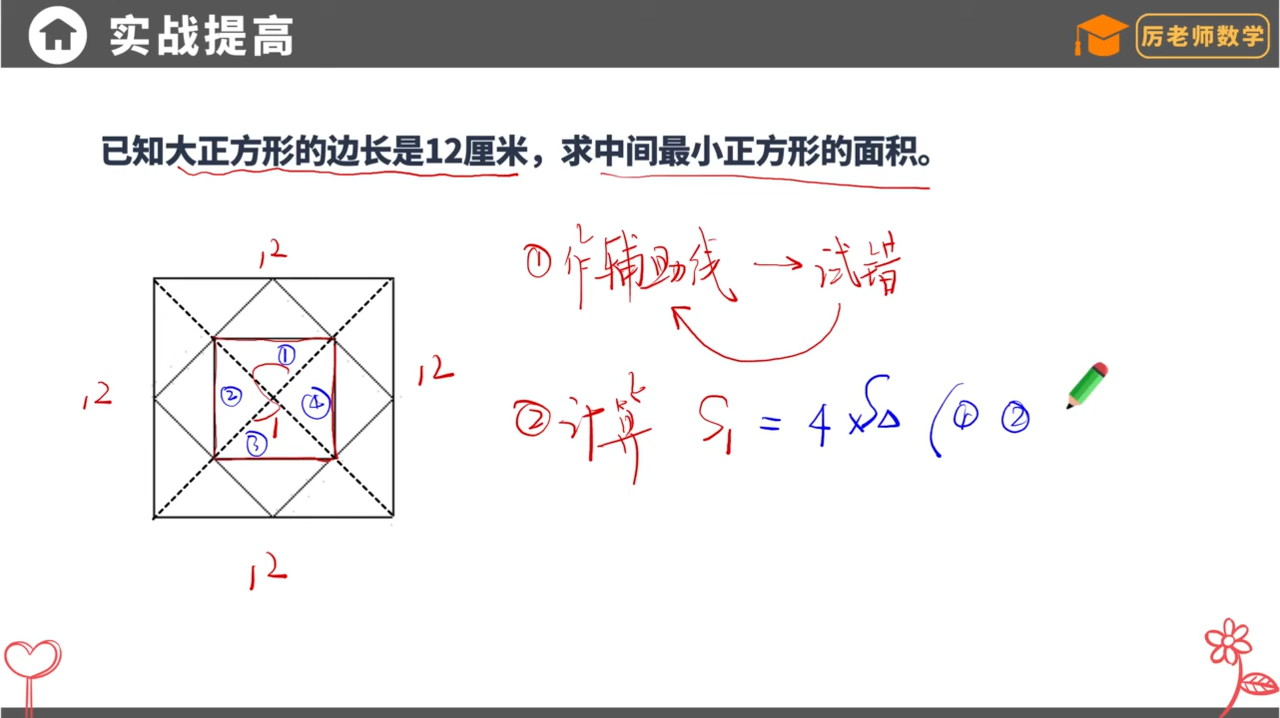 实战提高
厉老师数学
已知大正方形的边长是12厘米，求中间最小正方形的面积。
12
①作辅助线→试错
①
12
②
④
12
1
③
②计算 S1 = 4×S△ (① ②
12